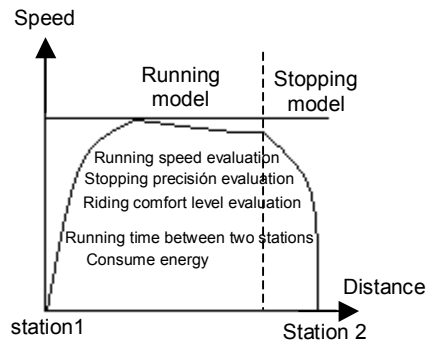 Speed
Running
model
Stopping
model
Running speed evaluation
Stopping precisión evaluation
Riding comfort level evaluation
Running time between two stations
Consume energy
Distance
station1
Station 2